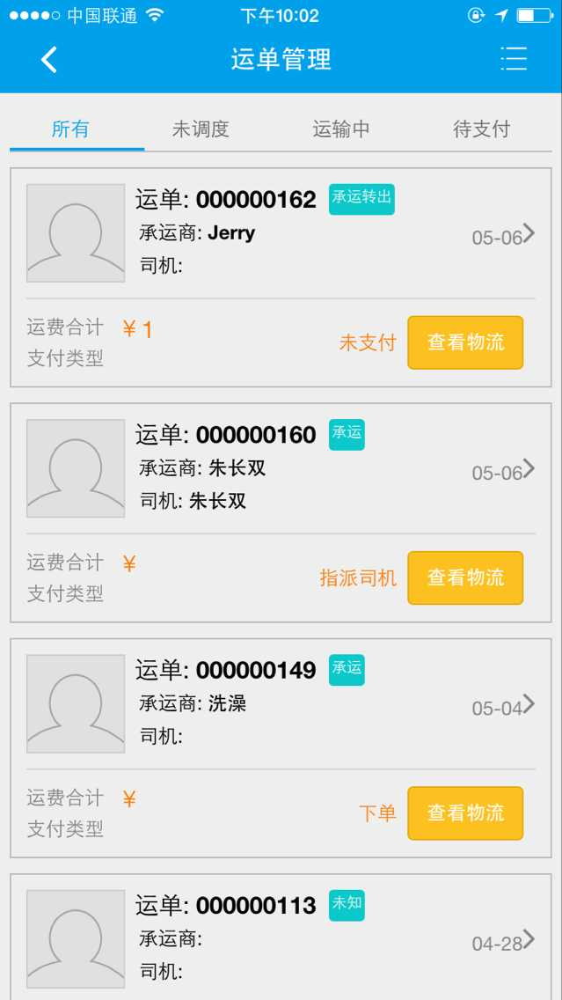 中国联通 下午10:02
运单管理
所有 未调度 运输中 待支付
运单: 000000162 承运转出
承运商: Jerry
05-06
司机:
运费合计 ¥ 1
未支付 查看物流
支付类型
运单: 000000160 承运
承运商: 朱长双
05-06
司机: 朱长双
运费合计 ¥
指派司机 查看物流
支付类型
运单: 000000149 承运
承运商: 洗澡
05-04
司机:
运费合计 ¥
下单 查看物流
支付类型
运单: 000000113 未知
承运商:
04-28
司机: